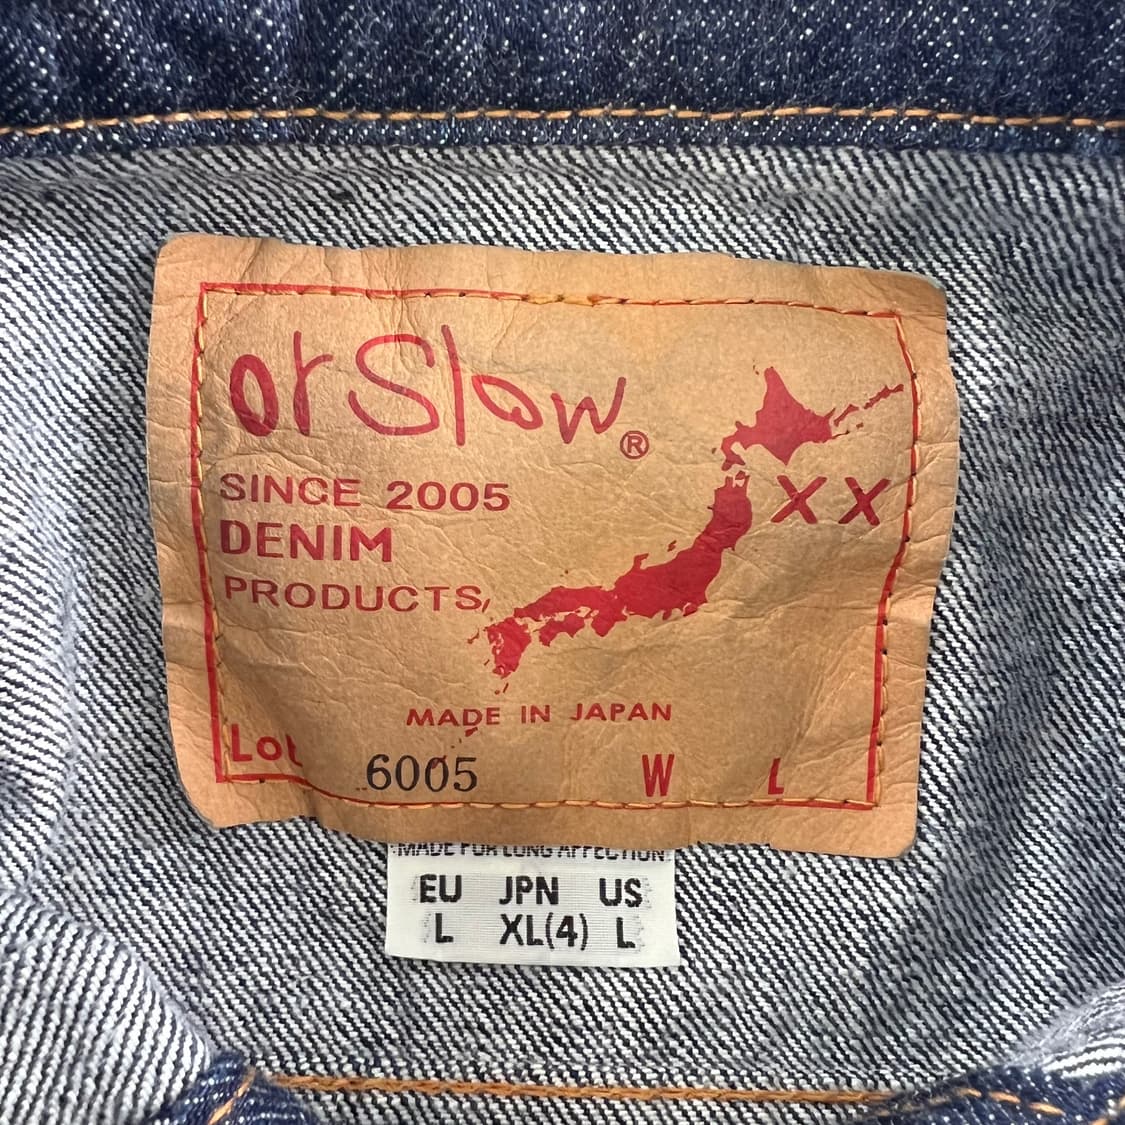 orSlow®
SINCE 2005
DENIM
PRODUCTS,
XX
MADE IN JAPAN
Lot 6005 W L
MADE FOR LONG AFFECTION
EU JPN US
L XL(4) L